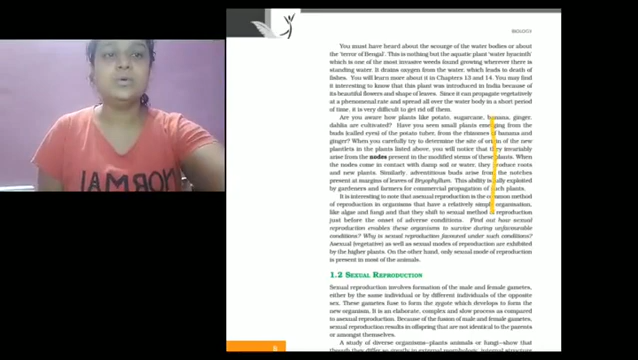 BIOLOGY
You must have heard about the scourge of the water bodies or about
the 'terror of Bengal'. This is nothing but the aquatic plant 'water hyacinth'
which is one of the most invasive weeds found growing wherever there is
standing water. It drains oxygen from the water, which leads to death of
fishes. You will learn more about it in Chapters 13 and 14. You may find
it interesting to know that this plant was introduced in India because of
its beautiful flowers and shape of leaves. Since it can propagate vegetatively
at a phenomenal rate and spread all over the water body in a short period
of time, it is very difficult to get rid off them.
Are you aware how plants like potato, sugarcane, banana, ginger,
dahlia are cultivated? Have you seen small plants emerging from the
buds (called eyes) of the potato tuber, from the rhizomes of banana and
ginger? When you carefully try to determine the site of origin of the new
plantlets in the plants listed above, you will notice that they invariably
arise from the nodes present in the modified stems of these plants. When
the nodes come in contact with damp soil or water, they produce roots
and new plants. Similarly, adventitious buds arise from the notches
present at margins of leaves of Bryophyllum. This ability is fully exploited
by gardeners and farmers for commercial propagation of such plants.
It is interesting to note that asexual reproduction is the common method
of reproduction in organisms that have a relatively simple organisation,
like algae and fungi and that they shift to sexual method of reproduction
just before the onset of adverse conditions. Find out how sexual
reproduction enables these organisms to survive during unfavourable
conditions? Why is sexual reproduction favoured under such conditions?
Asexual (vegetative) as well as sexual modes of reproduction are exhibited
by the higher plants. On the other hand, only sexual mode of reproduction
is present in most of the animals.
1.2 SEXUAL REPRODUCTION
Sexual reproduction involves formation of the male and female gametes,
either by the same individual or by different individuals of the opposite
sex. These gametes fuse to form the zygote which develops to form the
new organism. It is an elaborate, complex and slow process as compared
to asexual reproduction. Because of the fusion of male and female gametes,
sexual reproduction results in offspring that are not identical to the parents
or amongst themselves.
A study of diverse organisms–plants animals or fungi–show that
though they differ so greatly in external morphology, internal structure
8